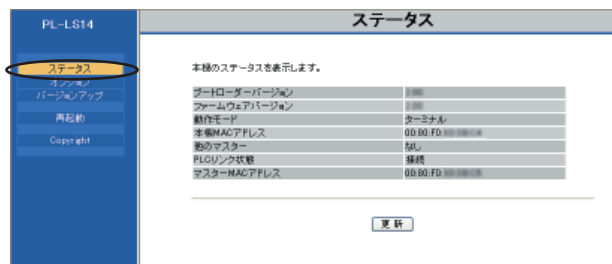 PL-LS14
ステータス
ステータス
オプション
バージョンアップ
再起動
Copyright
本機のステータスを表示します。
ブートローダーバージョン
ファームウェアバージョン
動作モード ターミナル
本機MACアドレス 00:80:FD:
他のマスター なし
PLCリンク状態 接続
マスターMACアドレス 00:80:FD:
更新